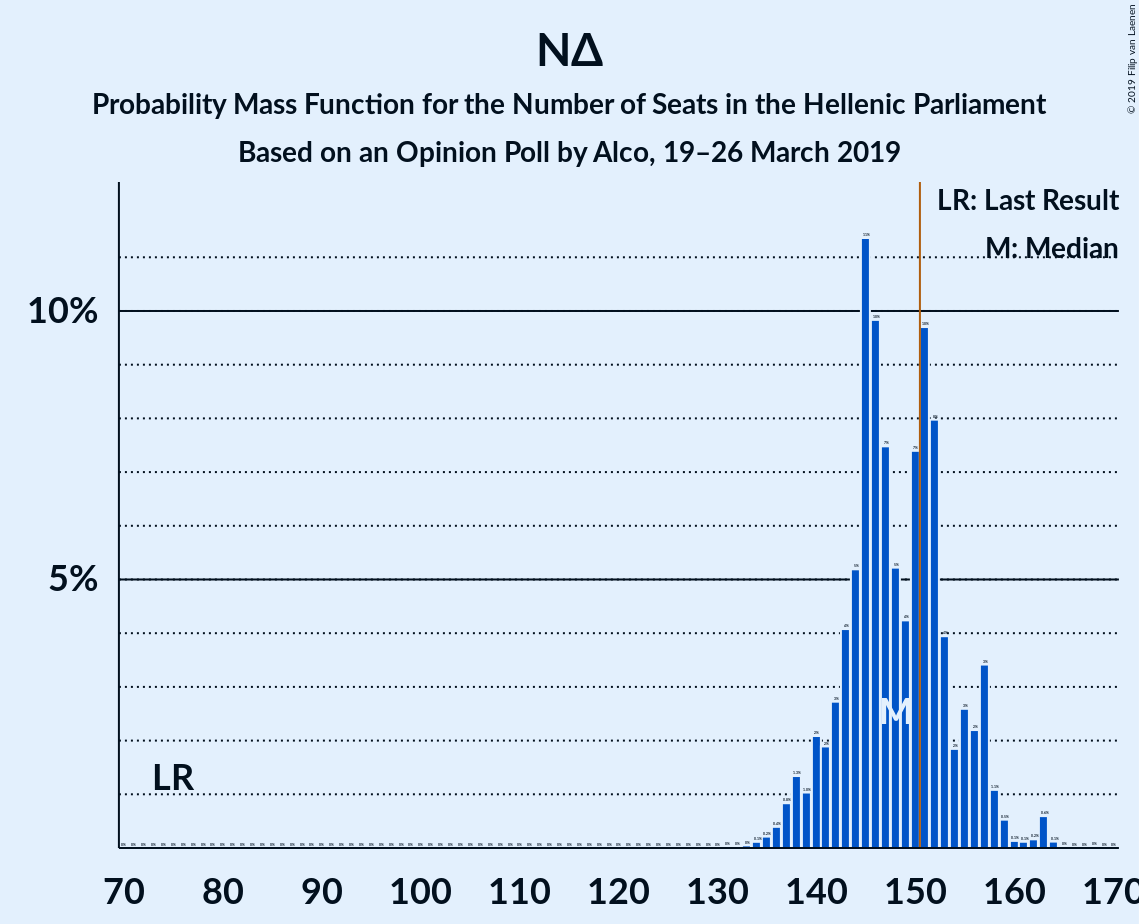 NΔ
Probability Mass Function for the Number of Seats in the Hellenic Parliament
Based on an Opinion Poll by Alco, 19–26 March 2019
© 2019 Filip van Laenen
LR: Last Result
M: Median
10%
5%
LR
M
70 80 90 100 110 120 130 140 150 160 170